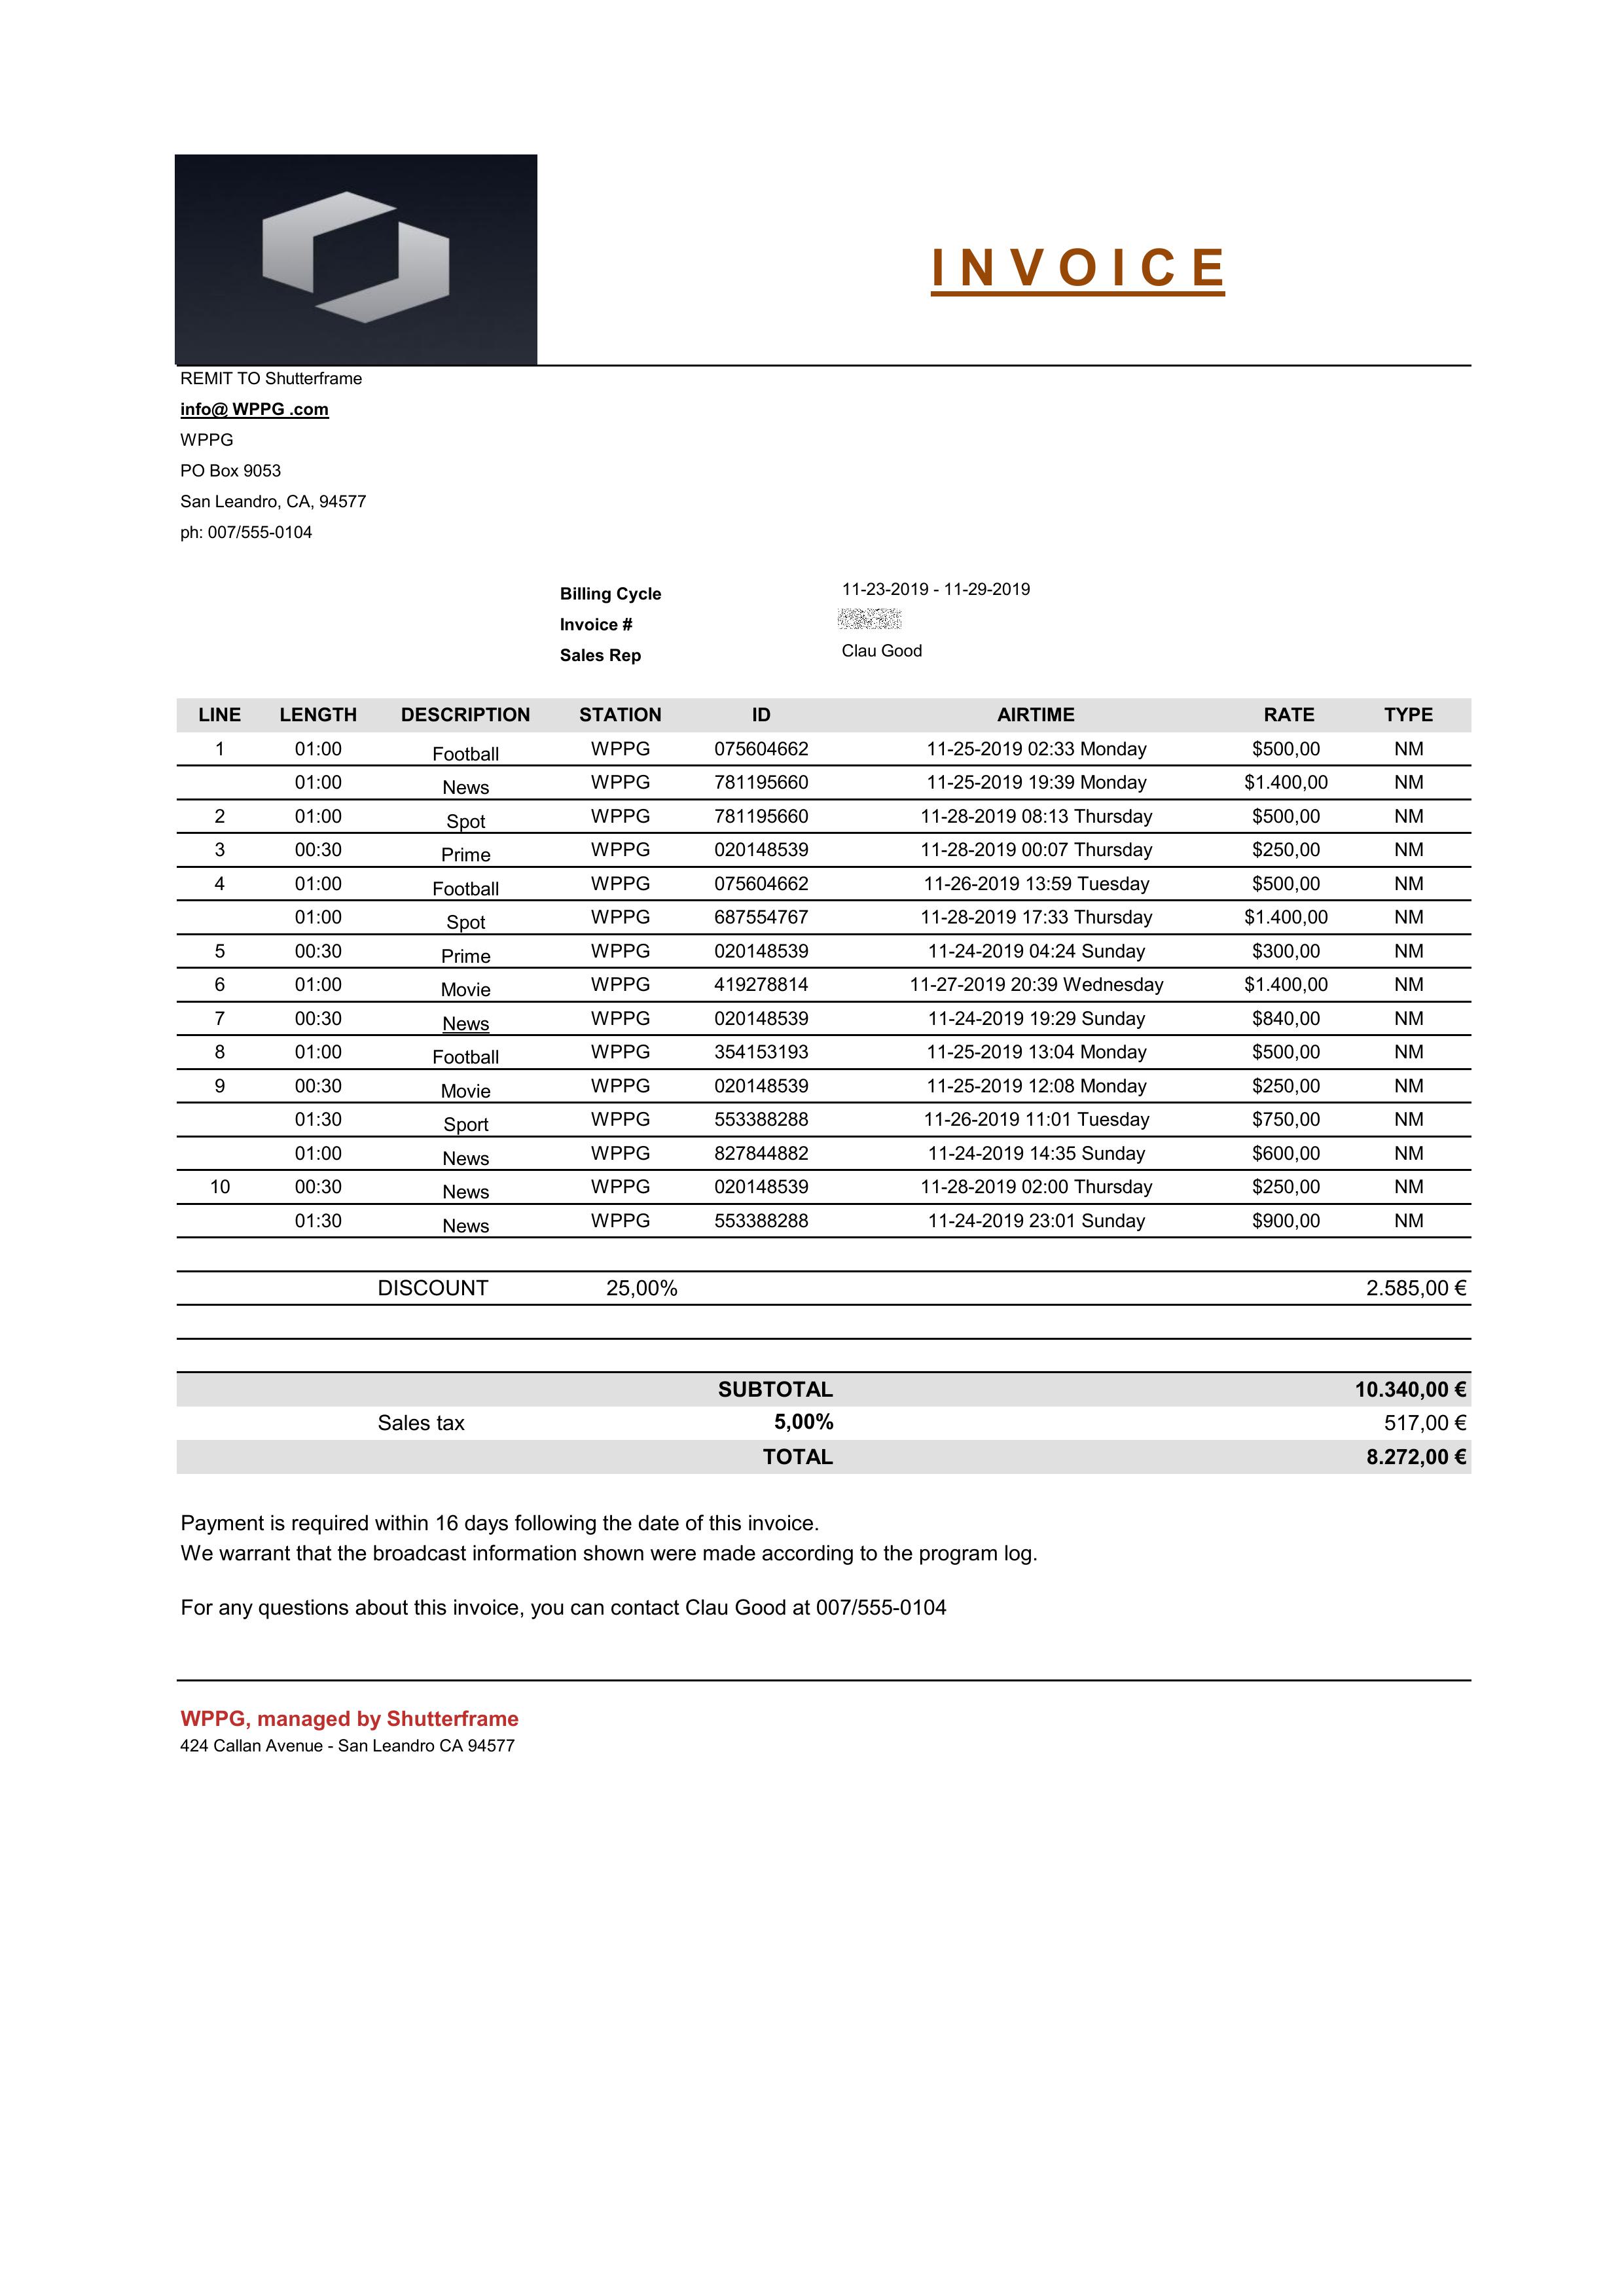 INVOICE
REMIT TO Shutterframe
info@ WPPG .com
WPPG
PO Box 9053
San Leandro, CA, 94577
ph: 007/555-0104
Billing Cycle 11-23-2019 - 11-29-2019
Invoice #
Sales Rep Clau Good
LINE LENGTH DESCRIPTION STATION ID AIRTIME RATE TYPE
1 01:00 Football WPPG 075604662 11-25-2019 02:33 Monday $500,00 NM
01:00 News WPPG 781195660 11-25-2019 19:39 Monday $1.400,00 NM
2 01:00 Spot WPPG 781195660 11-28-2019 08:13 Thursday $500,00 NM
3 00:30 Prime WPPG 020148539 11-28-2019 00:07 Thursday $250,00 NM
4 01:00 Football WPPG 075604662 11-26-2019 13:59 Tuesday $500,00 NM
01:00 Spot WPPG 687554767 11-28-2019 17:33 Thursday $1.400,00 NM
5 00:30 Prime WPPG 020148539 11-24-2019 04:24 Sunday $300,00 NM
6 01:00 Movie WPPG 419278814 11-27-2019 20:39 Wednesday $1.400,00 NM
7 00:30 News WPPG 020148539 11-24-2019 19:29 Sunday $840,00 NM
8 01:00 Football WPPG 354153193 11-25-2019 13:04 Monday $500,00 NM
9 00:30 Movie WPPG 020148539 11-25-2019 12:08 Monday $250,00 NM
01:30 Sport WPPG 553388288 11-26-2019 11:01 Tuesday $750,00 NM
01:00 News WPPG 827844882 11-24-2019 14:35 Sunday $600,00 NM
10 00:30 News WPPG 020148539 11-28-2019 02:00 Thursday $250,00 NM
01:30 News WPPG 553388288 11-24-2019 23:01 Sunday $900,00 NM
DISCOUNT 25,00% 2.585,00 €
SUBTOTAL 10.340,00 €
Sales tax 5,00% 517,00 €
TOTAL 8.272,00 €
Payment is required within 16 days following the date of this invoice.
We warrant that the broadcast information shown were made according to the program log.
For any questions about this invoice, you can contact Clau Good at 007/555-0104
WPPG, managed by Shutterframe
424 Callan Avenue - San Leandro CA 94577